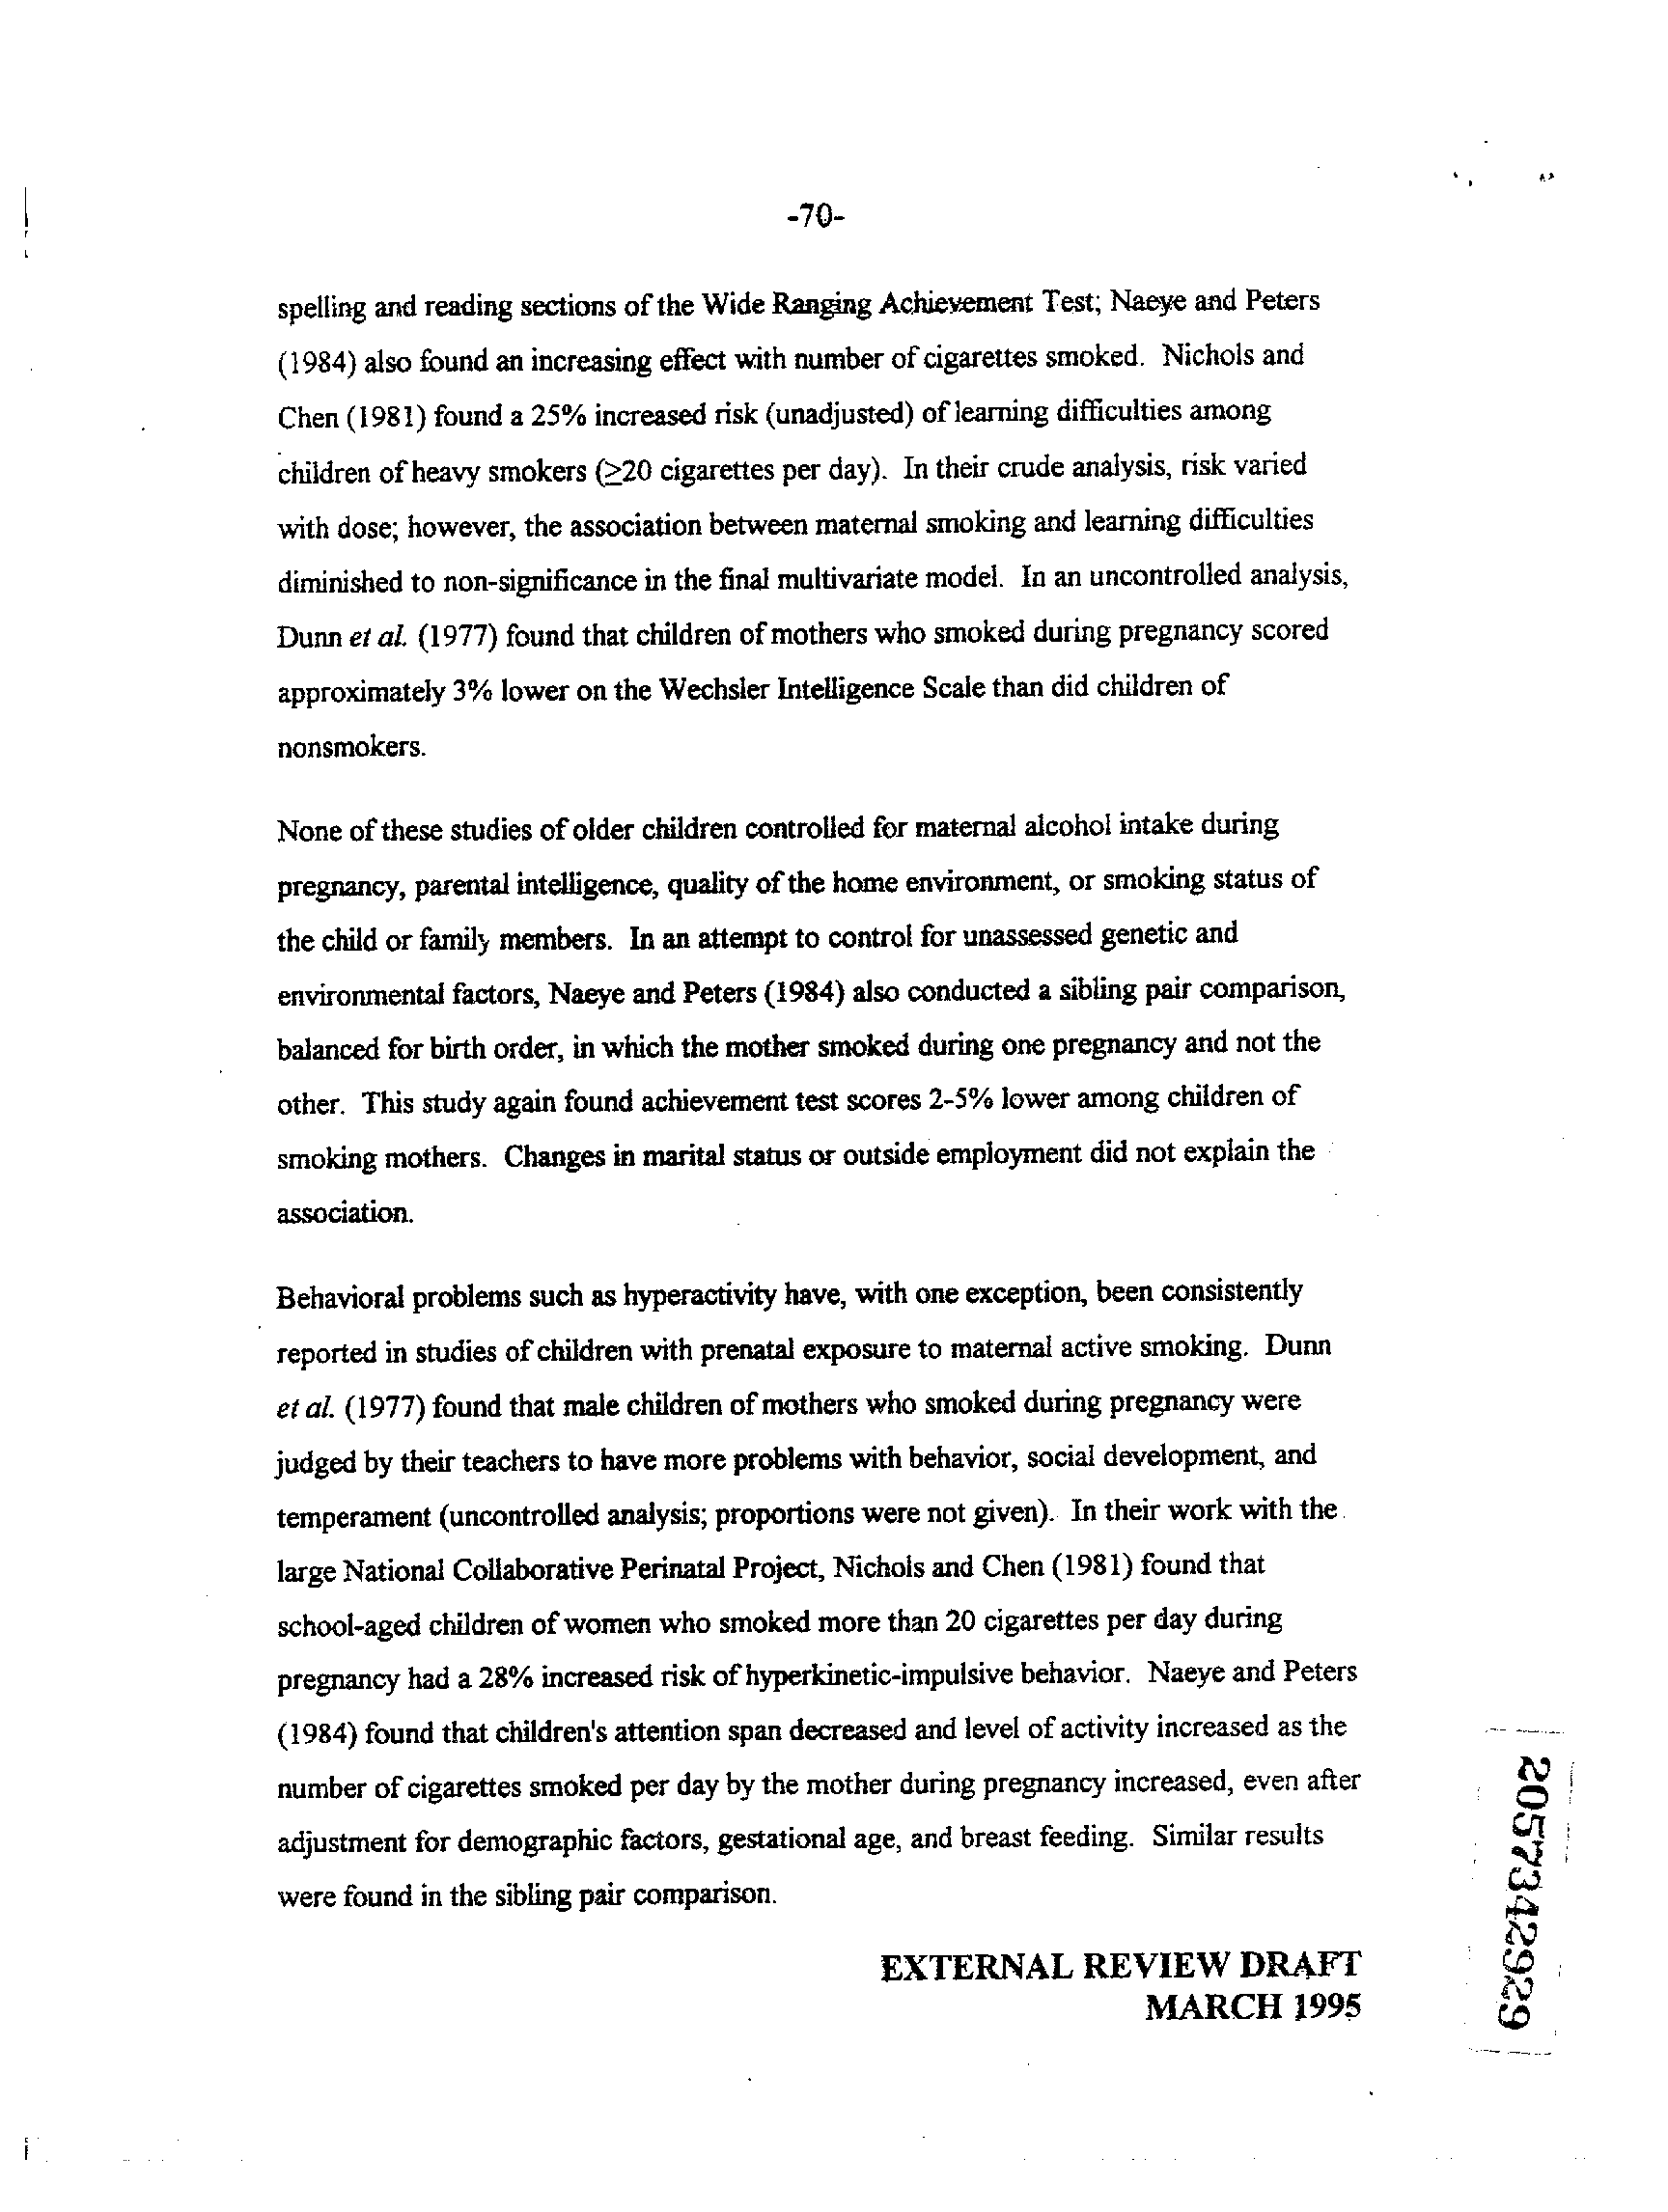 -70-
spelling and reading sections of the Wide Ranging Achievement Test; Naeye and Peters
(1984) also found an increasing effect with number of cigarettes smoked. Nichols and
Chen (1981) found a 25% increased risk (unadjusted) of learning difficulties among
children of heavy smokers (≥20 cigarettes per day). In their crude analysis, risk varied
with dose; however, the association between maternal smoking and learning difficulties
diminished to non-significance in the final multivariate model. In an uncontrolled analysis,
Dunn et al. (1977) found that children of mothers who smoked during pregnancy scored
approximately 3% lower on the Wechsler Intelligence Scale than did children of
nonsmokers.
None of these studies of older children controlled for maternal alcohol intake during
pregnancy, parental intelligence, quality of the home environment, or smoking status of
the child or family members. In an attempt to control for unassessed genetic and
environmental factors, Naeye and Peters (1984) also conducted a sibling pair comparison,
balanced for birth order, in which the mother smoked during one pregnancy and not the
other. This study again found achievement test scores 2-5% lower among children of
smoking mothers. Changes in marital status or outside employment did not explain the
association.
Behavioral problems such as hyperactivity have, with one exception, been consistently
reported in studies of children with prenatal exposure to maternal active smoking. Dunn
et al. (1977) found that male children of mothers who smoked during pregnancy were
judged by their teachers to have more problems with behavior, social development, and
temperament (uncontrolled analysis; proportions were not given). In their work with the
large National Collaborative Perinatal Project, Nichols and Chen (1981) found that
school-aged children of women who smoked more than 20 cigarettes per day during
pregnancy had a 28% increased risk of hyperkinetic-impulsive behavior. Naeye and Peters
(1984) found that children's attention span decreased and level of activity increased as the
number of cigarettes smoked per day by the mother during pregnancy increased, even after
adjustment for demographic factors, gestational age, and breast feeding. Similar results
were found in the sibling pair comparison.
EXTERNAL REVIEW DRAFT
MARCH 1995
2057342929